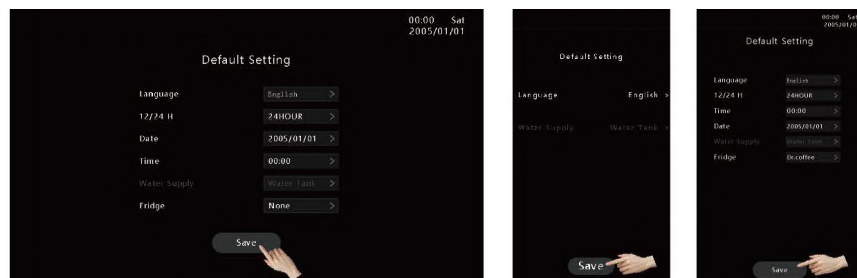 00:00 Sat
2005/01/01
Default Setting
Language English >
12/24 H 24HOUR >
Date 2005/01/01 >
Time 00:00 >
Water Supply Water Tank >
Fridge None >
Save
Default Setting
Language English >
Water Supply Water Tank >
Save
00:00 Sat
2005/01/01
Default Setting
Language English >
12/24 H 24HOUR >
Time 00:00 >
Date 2005/01/01 >
Water Supply Water Tank >
Fridge Dr.coffee >
Save